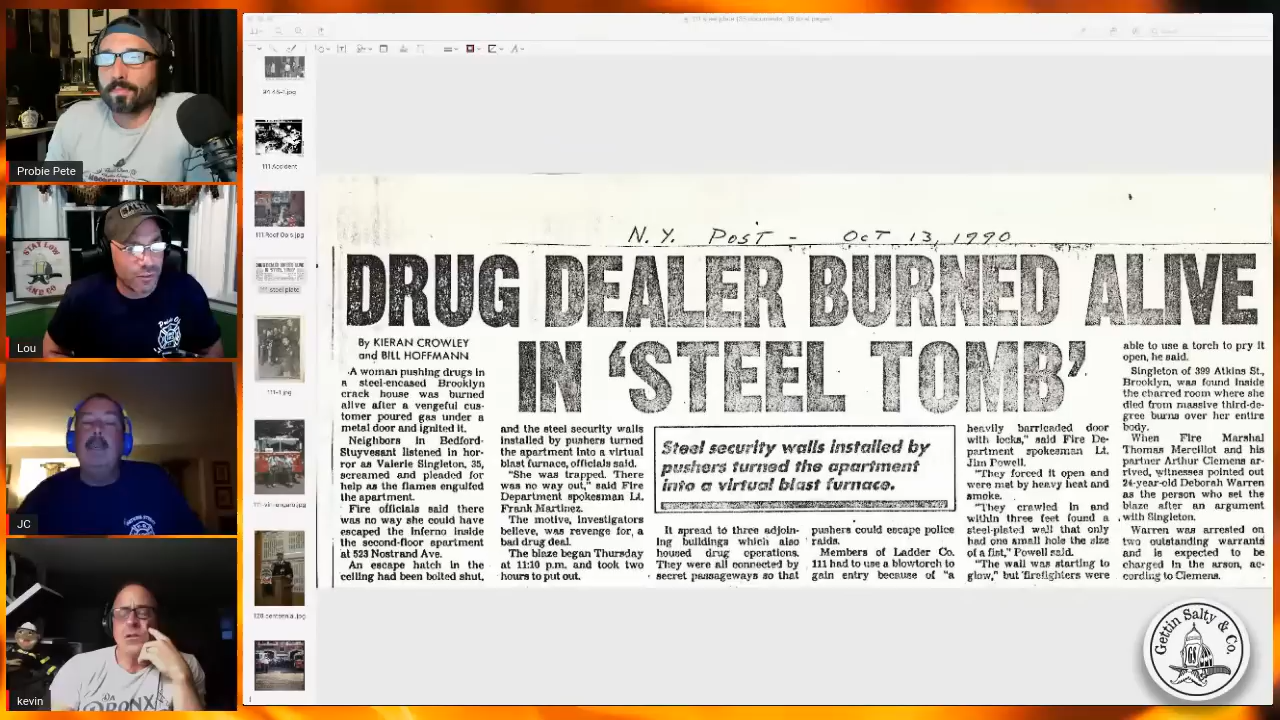 Probie Pete
Lou
JC
kevin
111 Accident
111-1.jpg
N.Y. Post - Oct 13, 1990
DRUG DEALER BURNED ALIVE
IN ‘STEEL TOMB’
By KIERAN CROWLEY
and BILL HOFFMANN
A woman pushing drugs in
a steel-encased Brooklyn
crack house was burned
alive after a vengeful cus-
tomer poured gas under a
metal door and ignited it.
Neighbors in Bedford-
Stuyvesant listened in hor-
ror as Valerie Singleton, 35,
screamed and pleaded for
help as the flames engulfed
the apartment.
Fire officials said there
was no way she could have
escaped the inferno inside
the second-floor apartment
at 523 Nostrand Ave.
An escape hatch in the
ceiling had been bolted shut,
and the steel security walls
installed by pushers turned
the apartment into a virtual
blast furnace, officials said.
"She was trapped. There
was no way out," said Fire
Department spokesman Lt.
Frank Martinez.
The motive, investigators
believe, was revenge for, a
bad drug deal.
The blaze began Thursday
at 11:10 p.m. and took two
hours to put out.
Steel security walls installed by
pushers turned the apartment
into a virtual blast furnace.
It spread to three adjoin-
ing buildings which also
housed drug operations.
They were all connected by
secret passageways so that
pushers could escape police
raids.
Members of Ladder Co.
111 had to use a blowtorch to
gain entry because of "a
heavily barricaded door
with locks," said Fire De-
partment spokesman Lt.
Jim Powell.
"They forced it open and
were met by heavy heat and
smoke.
"They crawled in and
within three feet found a
steel-plated wall that only
had one small hole the size
of a fist," Powell said.
"The wall was starting to
glow," but firefighters were
able to use a torch to pry it
open, he said.
Singleton of 399 Atkins St.,
Brooklyn, was found inside
the charred room where she
died from massive third-de-
gree burns over her entire
body.
When Fire Marshal
Thomas Mercillot and his
partner Arthur Clemens ar-
rived, witnesses pointed out
24-year-old Deborah Warren
as the person who set the
blaze after an argument
with Singleton.
Warren was arrested on
two outstanding warrants
and is expected to be
charged in the arson, ac-
cording to Clemens.
Gettin Salty & Co